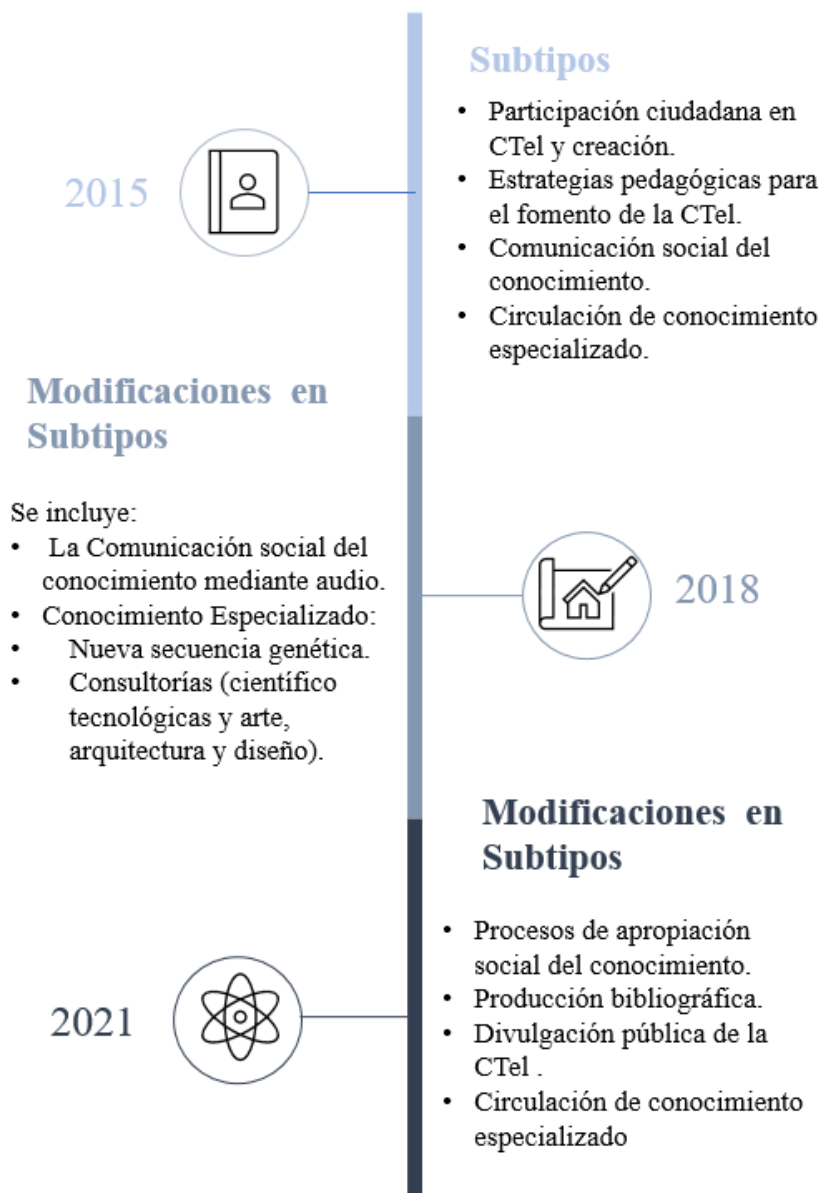 Subtipos
• Participación ciudadana en
CTel y creación.
• Estrategias pedagógicas para
el fomento de la CTel.
• Comunicación social del
conocimiento.
• Circulación de conocimiento
especializado.
2015
Modificaciones en
Subtipos
Se incluye:
• La Comunicación social del
conocimiento mediante audio.
• Conocimiento Especializado:
• Nueva secuencia genética.
• Consultorías (científico
tecnológicas y arte,
arquitectura y diseño).
2018
Modificaciones en
Subtipos
• Procesos de apropiación
social del conocimiento.
• Producción bibliográfica.
• Divulgación pública de la
CTel .
• Circulación de conocimiento
especializado
2021